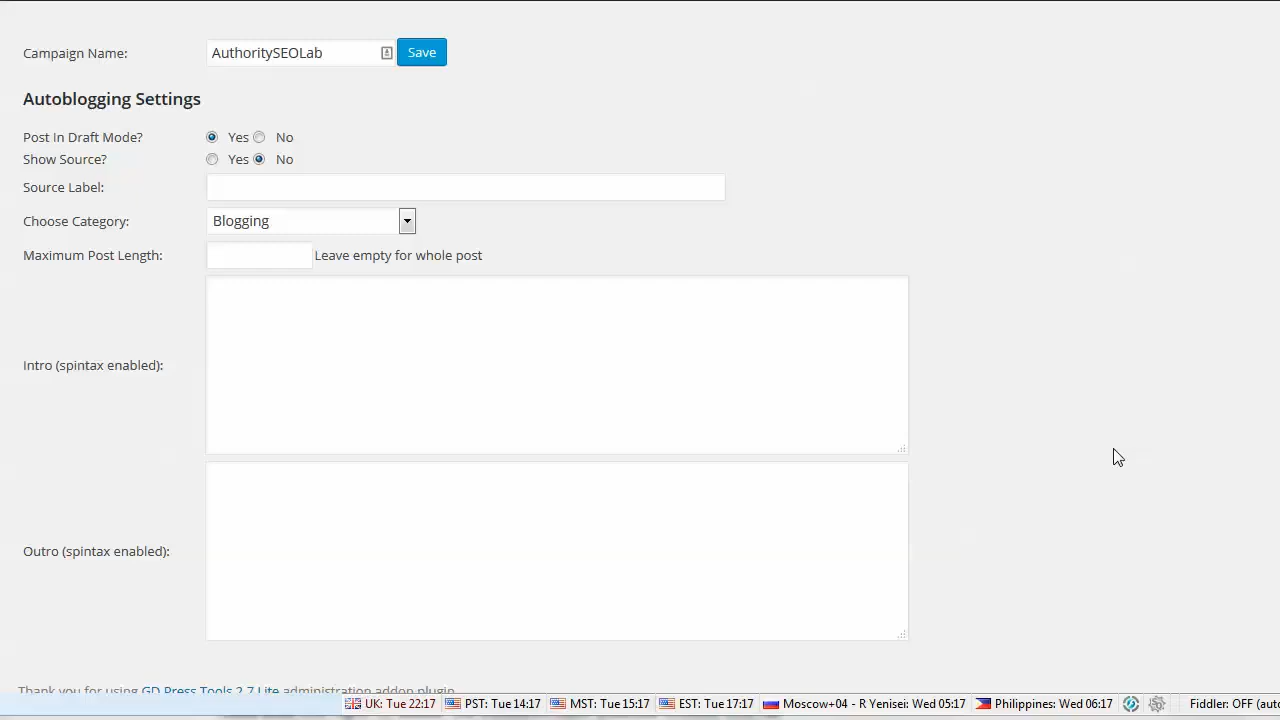 Campaign Name: AuthoritySEOLab Save
Autoblogging Settings
Post In Draft Mode? Yes No
Show Source? Yes No
Source Label:
Choose Category: Blogging
Maximum Post Length: Leave empty for whole post
Intro (spintax enabled):
Outro (spintax enabled):
Thank you for using GD Press Tools 2.7 Lite administration addon plugin
UK: Tue 22:17 PST: Tue 14:17 MST: Tue 15:17 EST: Tue 17:17 Moscow+04 - R Yenisei: Wed 05:17 Philippines: Wed 06:17 Fiddler: OFF (auto